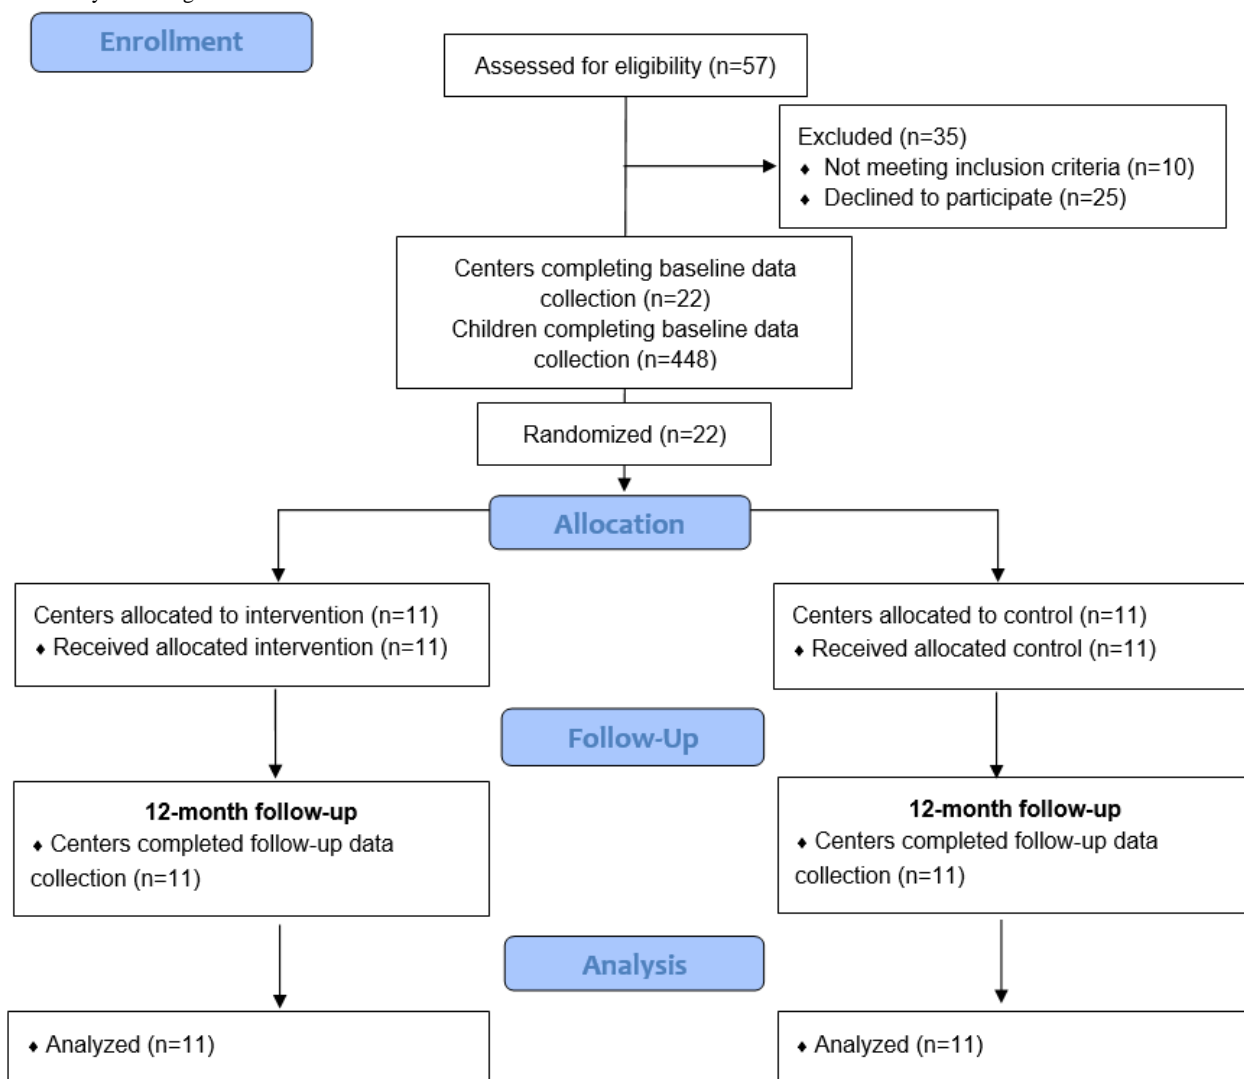 Enrollment
Assessed for eligibility (n=57)
Excluded (n=35)
♦ Not meeting inclusion criteria (n=10)
♦ Declined to participate (n=25)
Centers completing baseline data
collection (n=22)
Children completing baseline data
collection (n=448)
Randomized (n=22)
Allocation
Centers allocated to intervention (n=11)
♦ Received allocated intervention (n=11)
Centers allocated to control (n=11)
♦ Received allocated control (n=11)
Follow-Up
12-month follow-up
♦ Centers completed follow-up data
collection (n=11)
12-month follow-up
♦ Centers completed follow-up data
collection (n=11)
Analysis
♦ Analyzed (n=11)
♦ Analyzed (n=11)